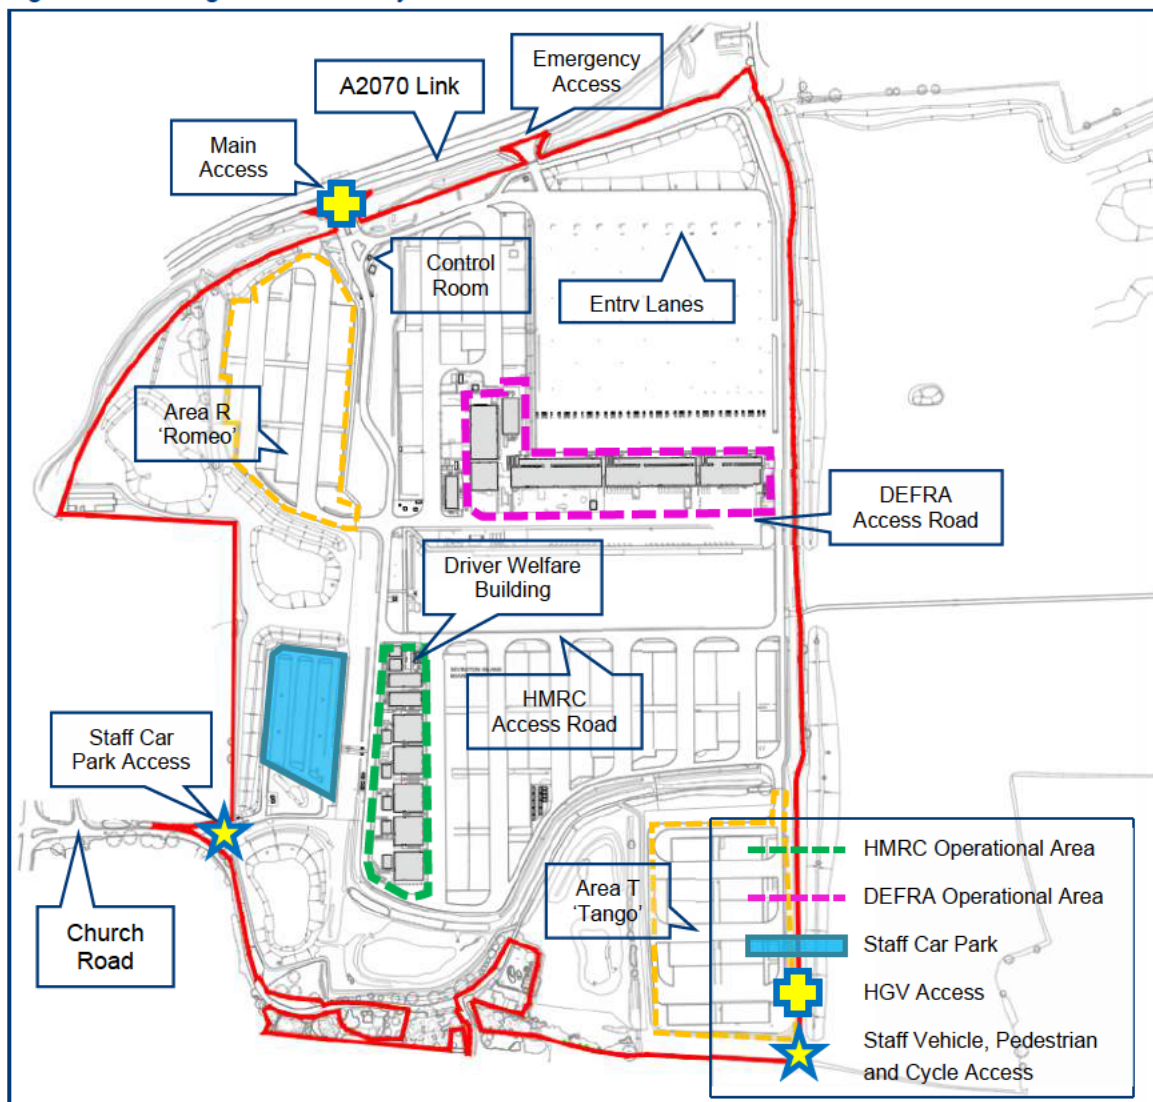 A2070 Link
Emergency
Access
Main
Access
Control
Room
Entry Lanes
Area R
'Romeo'
DEFRA
Access Road
Driver Welfare
Building
HMRC
Access Road
Staff Car
Park Access
Area T
'Tango'
Church
Road
HMRC Operational Area
DEFRA Operational Area
Staff Car Park
HGV Access
Staff Vehicle, Pedestrian
and Cycle Access